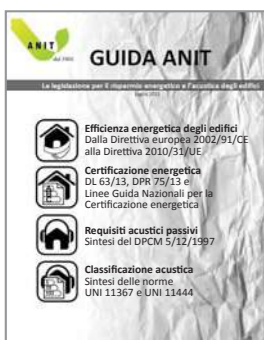 ANIT
dal 1984
GUIDA ANIT
La legislazione per il risparmio energetico e l'acustica degli edifici
Efficienza energetica degli edifici
Dalla Direttiva europea 2002/91/CE
alla Direttiva 2010/31/UE
Certificazione energetica
DL 63/13, DPR 75/13 e
Linee Guida Nazionali per la
Certificazione energetica
Requisiti acustici passivi
Sintesi del DPCM 5/12/1997
Classificazione acustica
Sintesi delle norme
UNI 11367 e UNI 11444